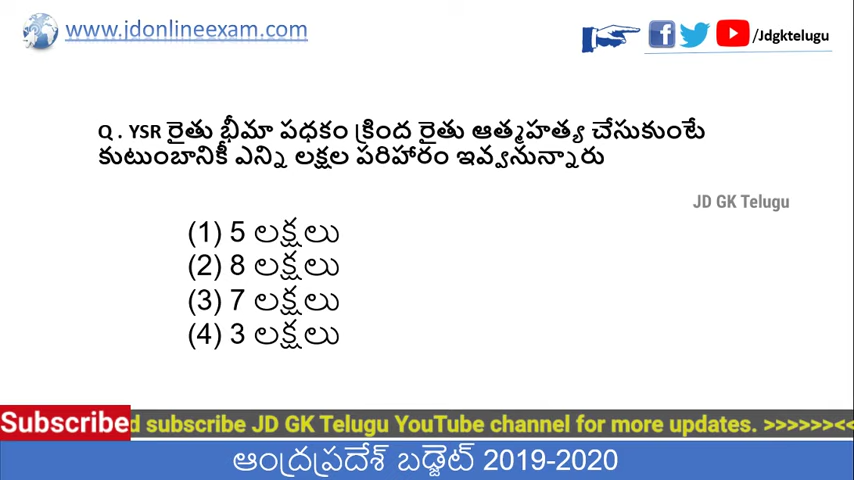 www.jdonlineexam.com
/Jdgktelugu
Q . YSR రైతు భీమా పధకం క్రింద రైతు ఆత్మహత్య చేసుకుంటే
కుటుంబానికీ ఎన్ని లక్షల పరిహారం ఇవ్వనున్నారు
JD GK Telugu
(1) 5 లక్షలు
(2) 8 లక్షలు
(3) 7 లక్షలు
(4) 3 లక్షలు
Subscribe
d subscribe JD GK Telugu YouTube channel for more updates. >>>>>><<
ఆంధ్రప్రదేశ్ బడ్జెట్ 2019-2020